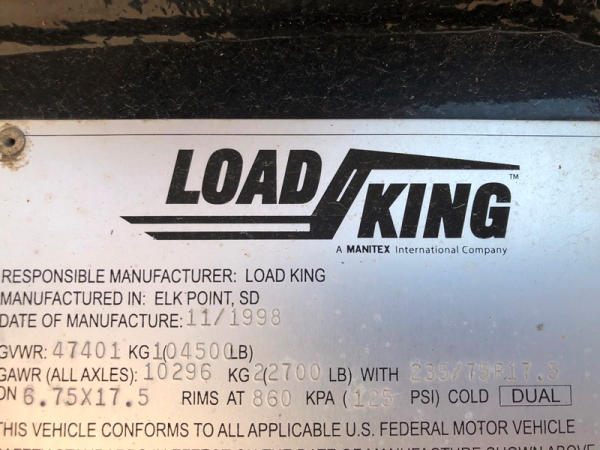 LOAD KING ™
A MANITEX International Company
RESPONSIBLE MANUFACTURER: LOAD KING
MANUFACTURED IN: ELK POINT, SD
DATE OF MANUFACTURE: 11/1998
GVWR: 47401 KG (104500 LB)
GAWR (ALL AXLES): 10296 KG (22700 LB) WITH 235/75R17.5
ON 6.75X17.5 RIMS AT 860 KPA (125 PSI) COLD DUAL
THIS VEHICLE CONFORMS TO ALL APPLICABLE U.S. FEDERAL MOTOR VEHICLE